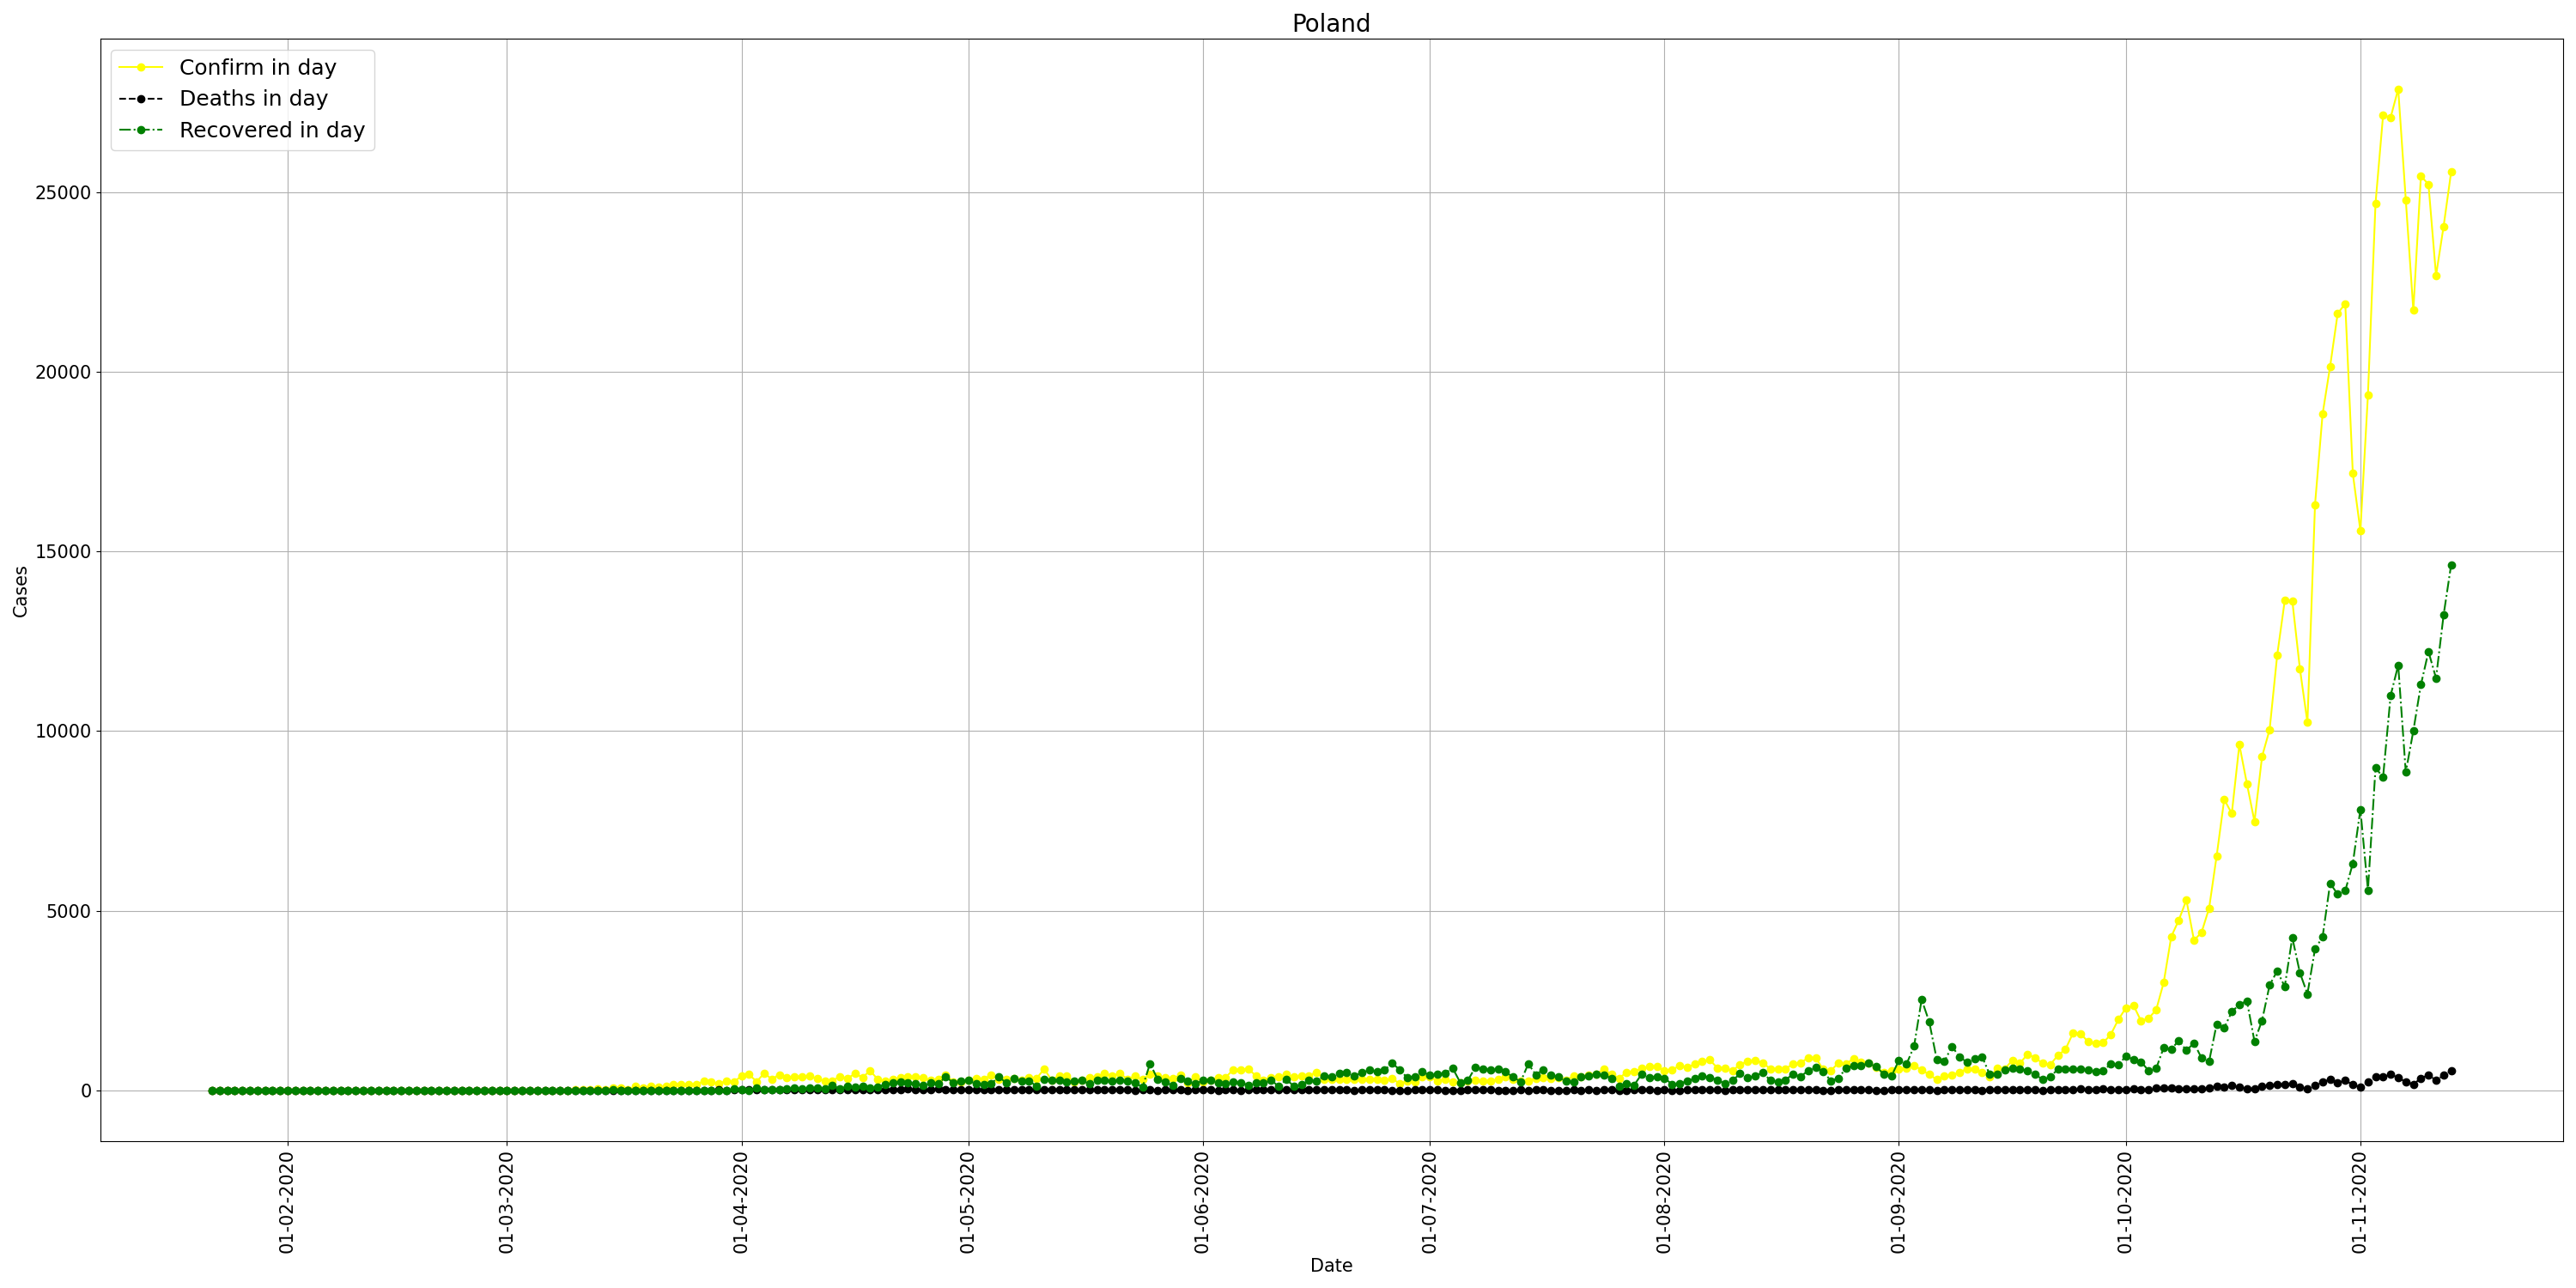 Poland
Confirm in day
Deaths in day
Recovered in day
25000
20000
15000
10000
5000
0
Cases
01-02-2020
01-03-2020
01-04-2020
01-05-2020
01-06-2020
01-07-2020
01-08-2020
01-09-2020
01-10-2020
01-11-2020
Date